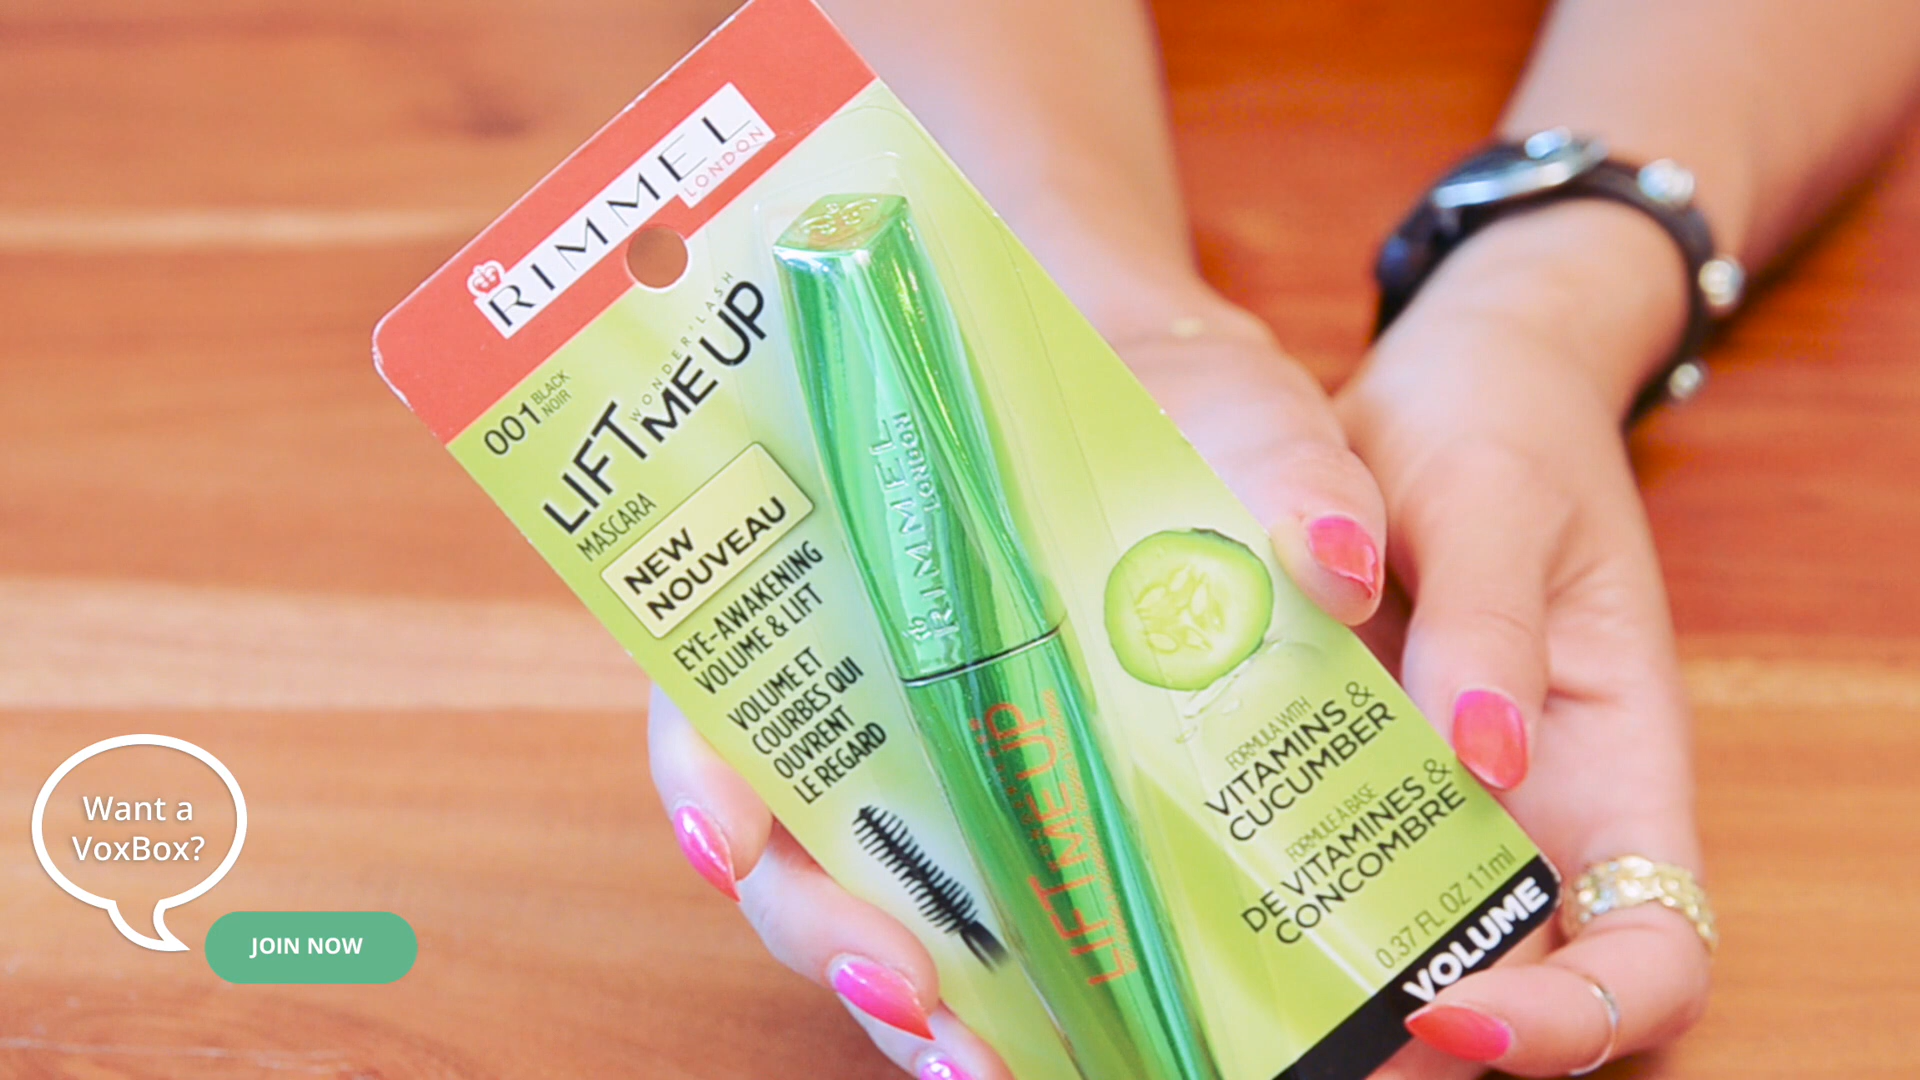 RIMMEL
LONDON
001 BLACK
NOIR
WONDER'LASH
LIFT ME UP
MASCARA
NEW
NOUVEAU
EYE-AWAKENING
VOLUME & LIFT
VOLUME ET
COURBES QUI
OUVRENT
LE REGARD
RIMMEL
LONDON
LIFT ME UP
FORMULA WITH
VITAMINS &
CUCUMBER
FORMULE A BASE
DE VITAMINES &
CONCOMBRE
0.37 FL OZ 11ml
VOLUME
Want a
VoxBox?
JOIN NOW